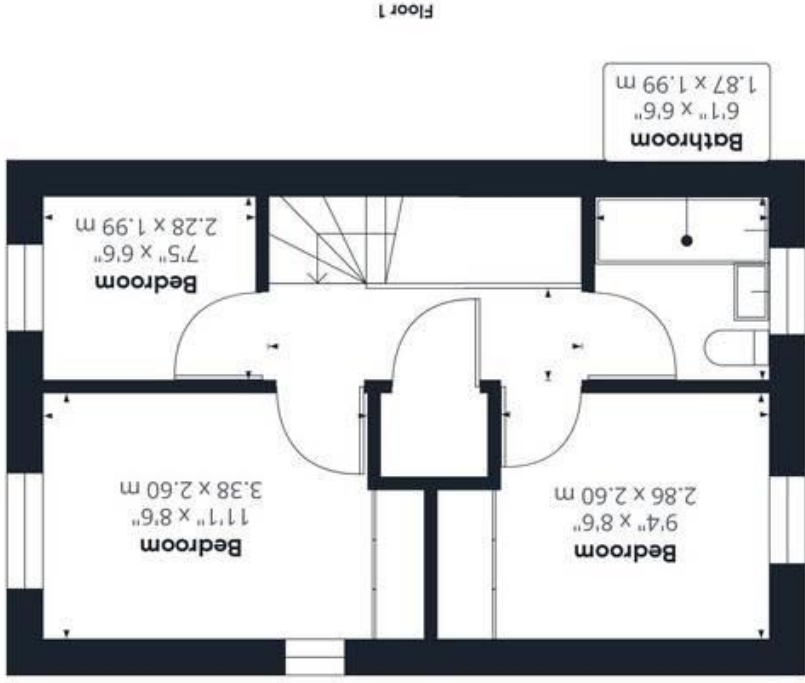 Bedroom
9'4" x 8'6"
2.86 x 2.60 m
Bedroom
11'1" x 8'6"
3.38 x 2.60 m
Bedroom
7'5" x 6'6"
2.28 x 1.99 m
Bathroom
6'1" x 6'6"
1.87 x 1.99 m
Floor 1